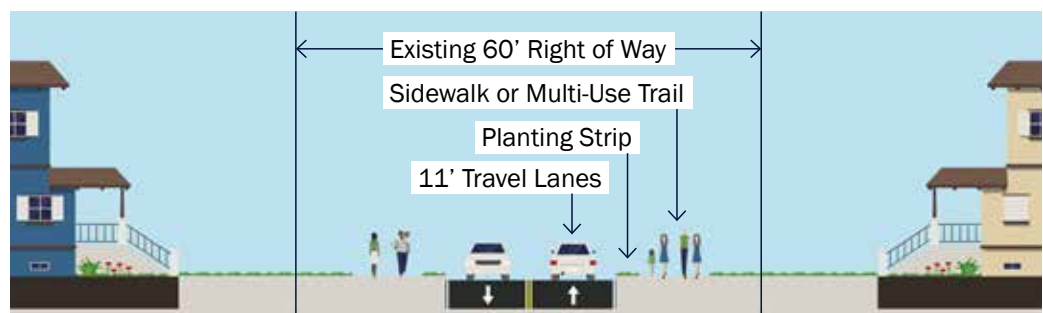 Existing 60’ Right of Way
Sidewalk or Multi-Use Trail
Planting Strip
11’ Travel Lanes